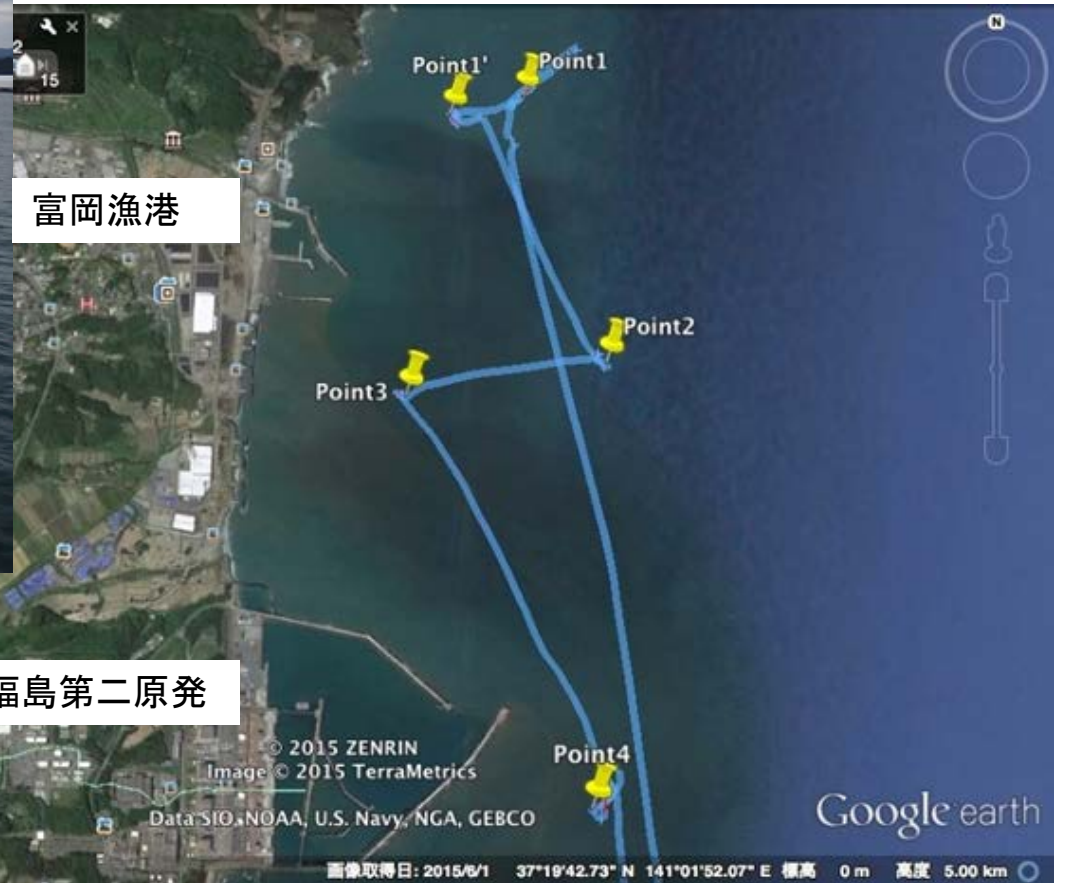 2
15
N
Point1'
Point1
富岡漁港
H
Point2
Point3
福島第二原発
Point4
© 2015 ZENRIN
Image © 2015 TerraMetrics
Data SIO, NOAA, U.S. Navy, NGA, GEBCO
Google earth
画像取得日: 2015/6/1 37°19'42.73" N 141°01'52.07" E 標高 0 m 高度 5.00 km